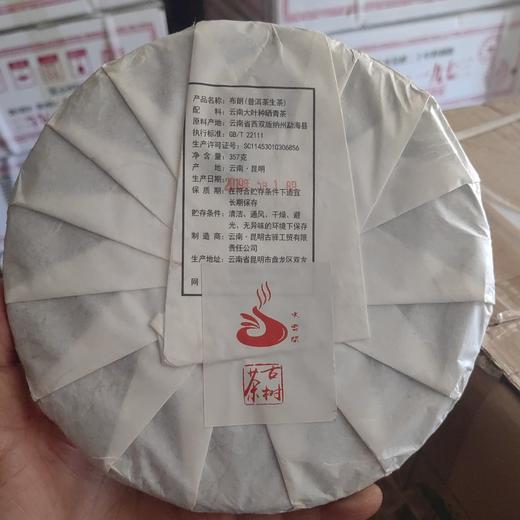 产品名称：布朗(普洱茶生茶)
配　　料：云南大叶种晒青茶
原料产地：云南省西双版纳州勐海县
执行标准：GB/T 22111
生产许可证号：SC11453010306856
净 含 量：357克
产　　地：云南·昆明
生产日期：
保 质 期：在符合贮存条件下适宜
长期保存
贮存条件：清洁、通风、干燥、避
光、无异味的环境下保存
制 造 商：云南·昆明古驿工贸有限
责任公司
生产地址：云南省昆明市盘龙区双龙
网
古树
茶